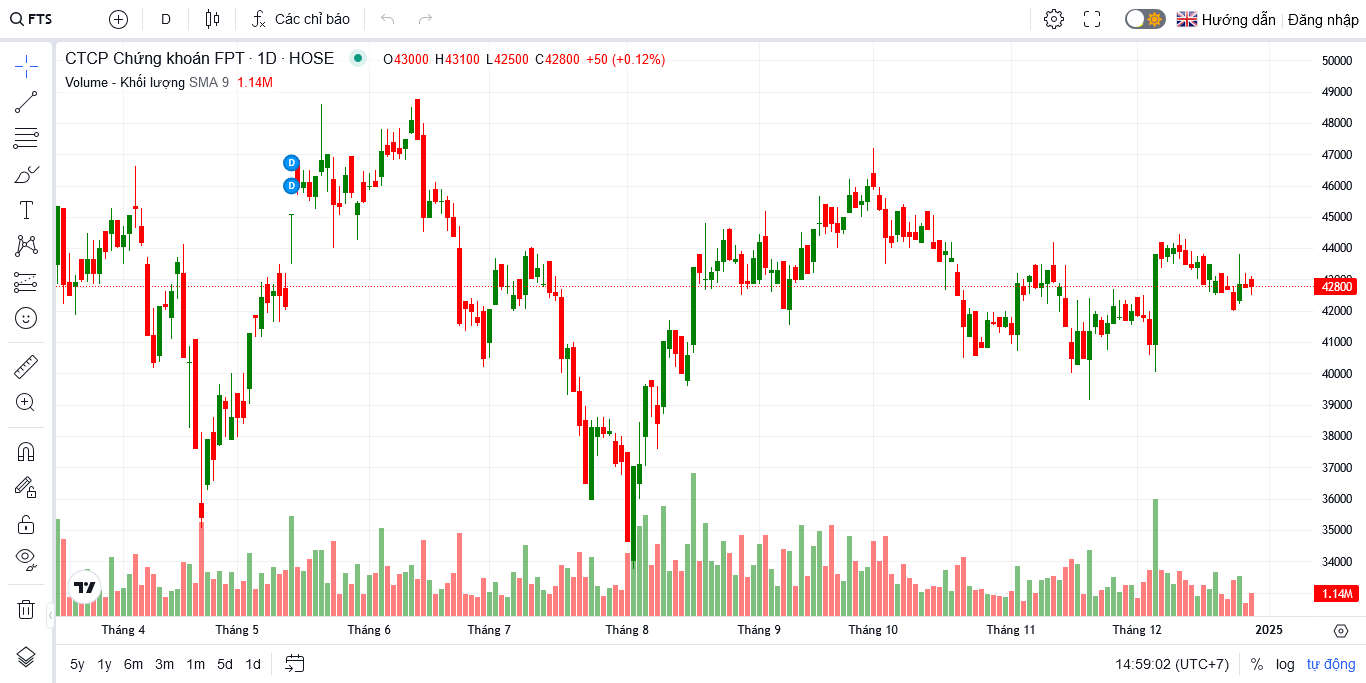 FTS D Các chỉ báo Hướng dẫn Đăng nhập
CTCP Chứng khoán FPT · 1D · HOSE O43000 H43100 L42500 C42800 +50 (+0.12%)
Volume - Khối lượng SMA 9 1.14M
D
D
50000
49000
48000
47000
46000
45000
44000
43000
42800
42000
41000
40000
39000
38000
37000
36000
35000
34000
1.14M
Tháng 4 Tháng 5 Tháng 6 Tháng 7 Tháng 8 Tháng 9 Tháng 10 Tháng 11 Tháng 12 2025
5y 1y 6m 3m 1m 5d 1d 14:59:02 (UTC+7) % log tự động